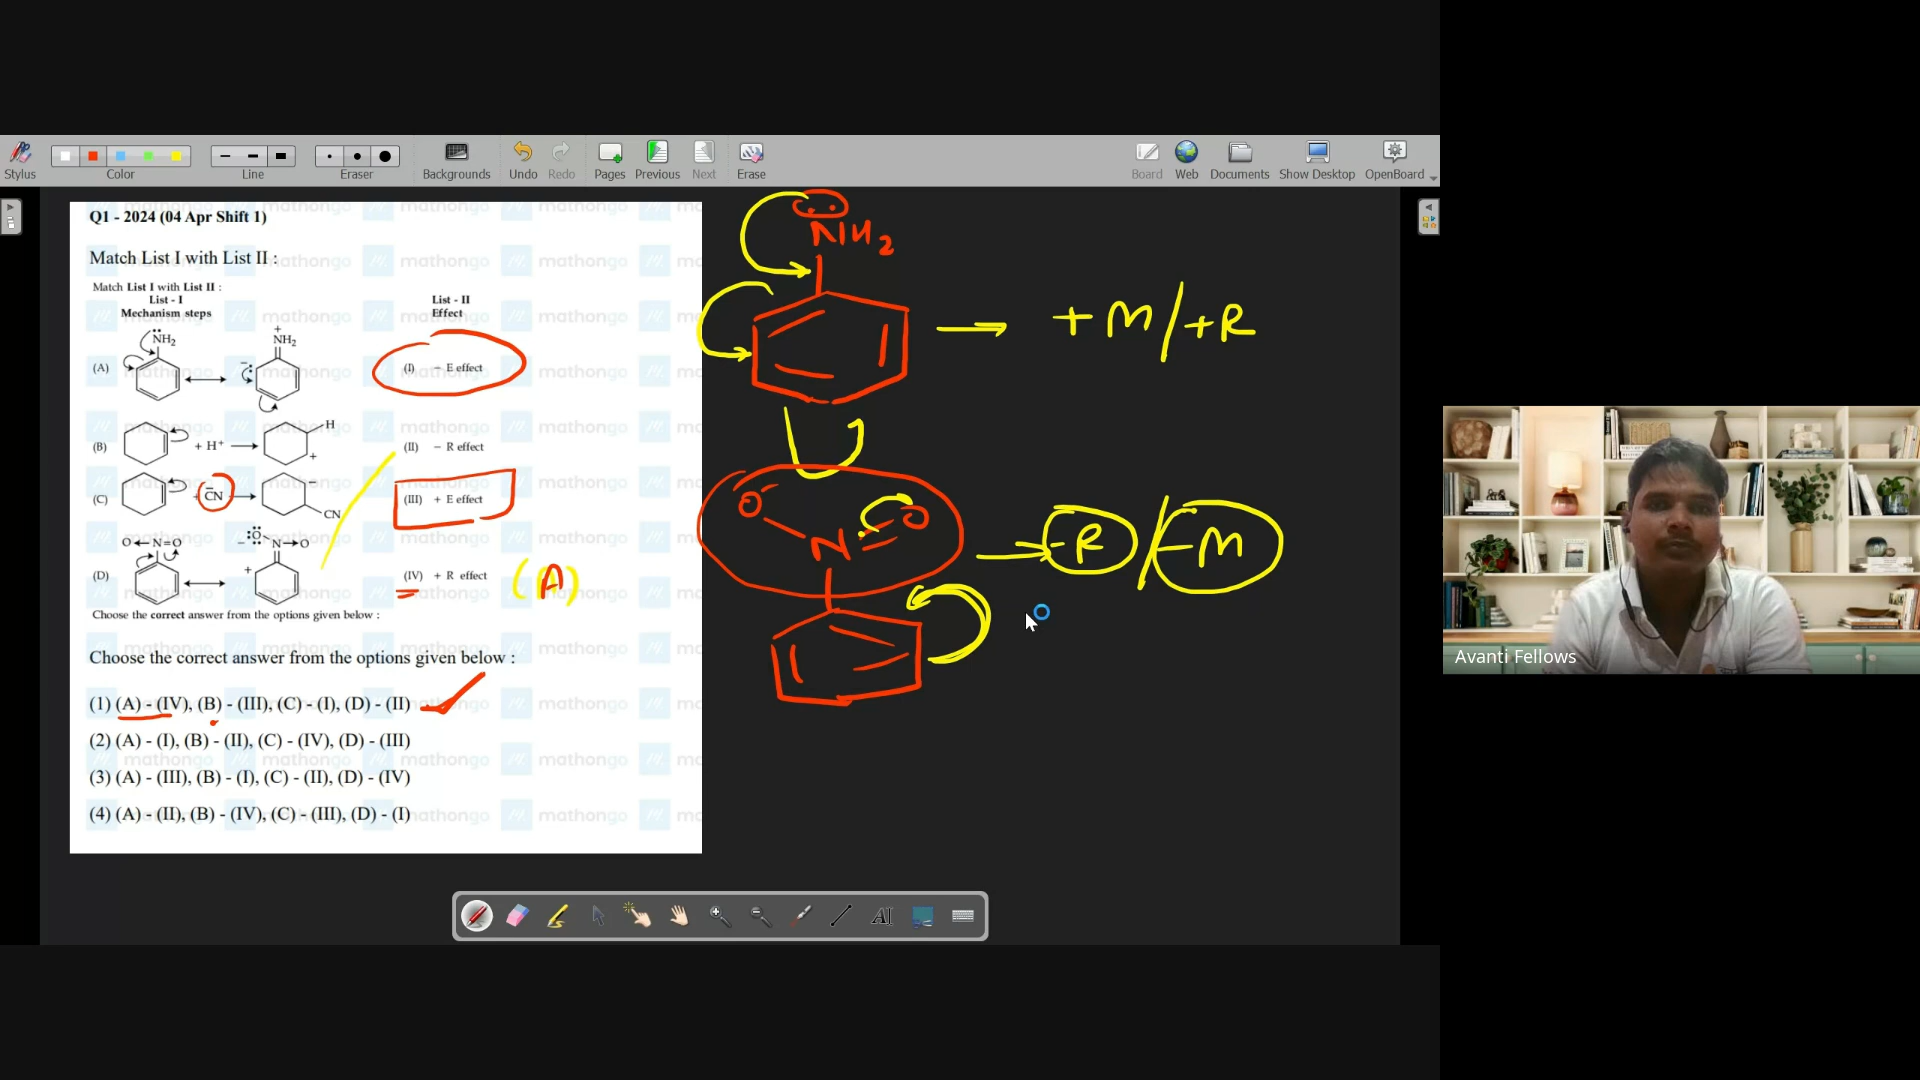 Stylus
Color
Line
Eraser
Backgrounds
Undo
Redo
Pages
Previous
Next
Erase
Board
Web
Documents
Show Desktop
OpenBoard
Q1 - 2024 (04 Apr Shift 1)
Match List I with List II :
Match List I with List II :
List - I
Mechanism steps
List - II
Effect
(A)
N̈H₂
+
NH₂
(I) − E effect
(B)
+ H⁺
H
+
(II) − R effect
(C)
+ C̄N
−
CN
(III) + E effect
(D)
O←N=O
− :Ö
N→O
+
(IV) + R effect
(A)
Choose the correct answer from the options given below :
Choose the correct answer from the options given below :
(1) (A) - (IV), (B) - (III), (C) - (I), (D) - (II)
(2) (A) - (I), (B) - (II), (C) - (IV), (D) - (III)
(3) (A) - (III), (B) - (I), (C) - (II), (D) - (IV)
(4) (A) - (II), (B) - (IV), (C) - (III), (D) - (I)
mathongo
NH₂
+M/+R
O⁻
N
O
-R/-M
AI
Avanti Fellows